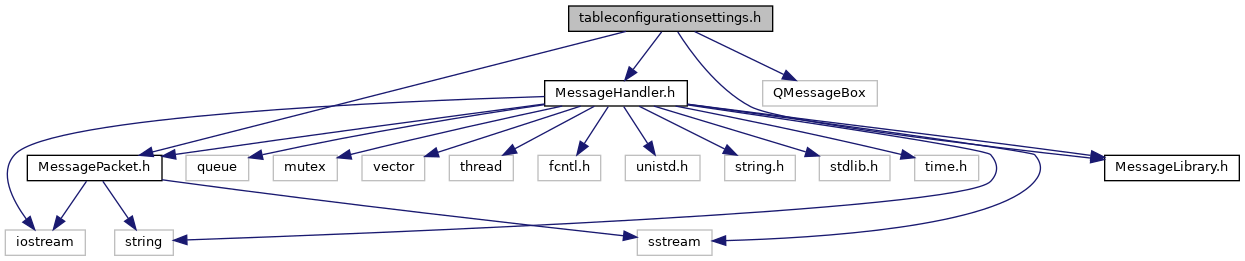 tableconfigurationsettings.h
MessageHandler.h
QMessageBox
MessagePacket.h
queue
mutex
vector
thread
fcntl.h
unistd.h
string.h
stdlib.h
time.h
MessageLibrary.h
iostream
string
sstream